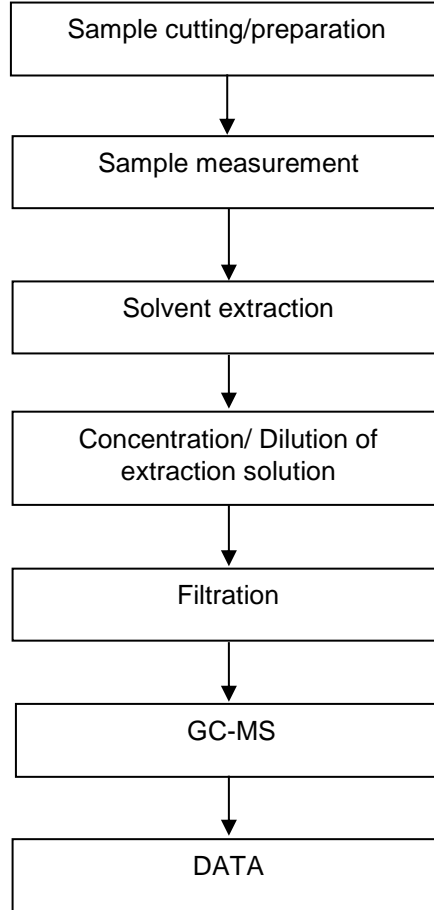 Sample cutting/preparation
Sample measurement
Solvent extraction
Concentration/ Dilution of
extraction solution
Filtration
GC-MS
DATA